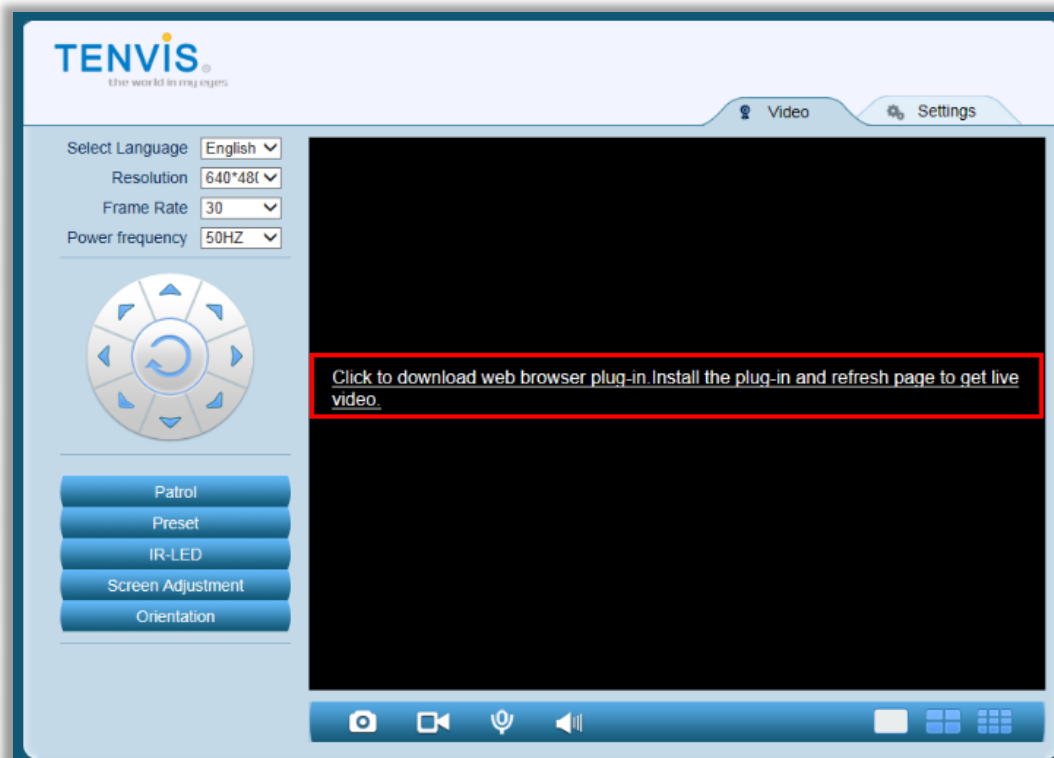 TENVIS®
the world in my eyes
Video
Settings
Select Language English
Resolution 640*48(
Frame Rate 30
Power frequency 50HZ
Click to download web browser plug-in.Install the plug-in and refresh page to get live
video.
Patrol
Preset
IR-LED
Screen Adjustment
Orientation